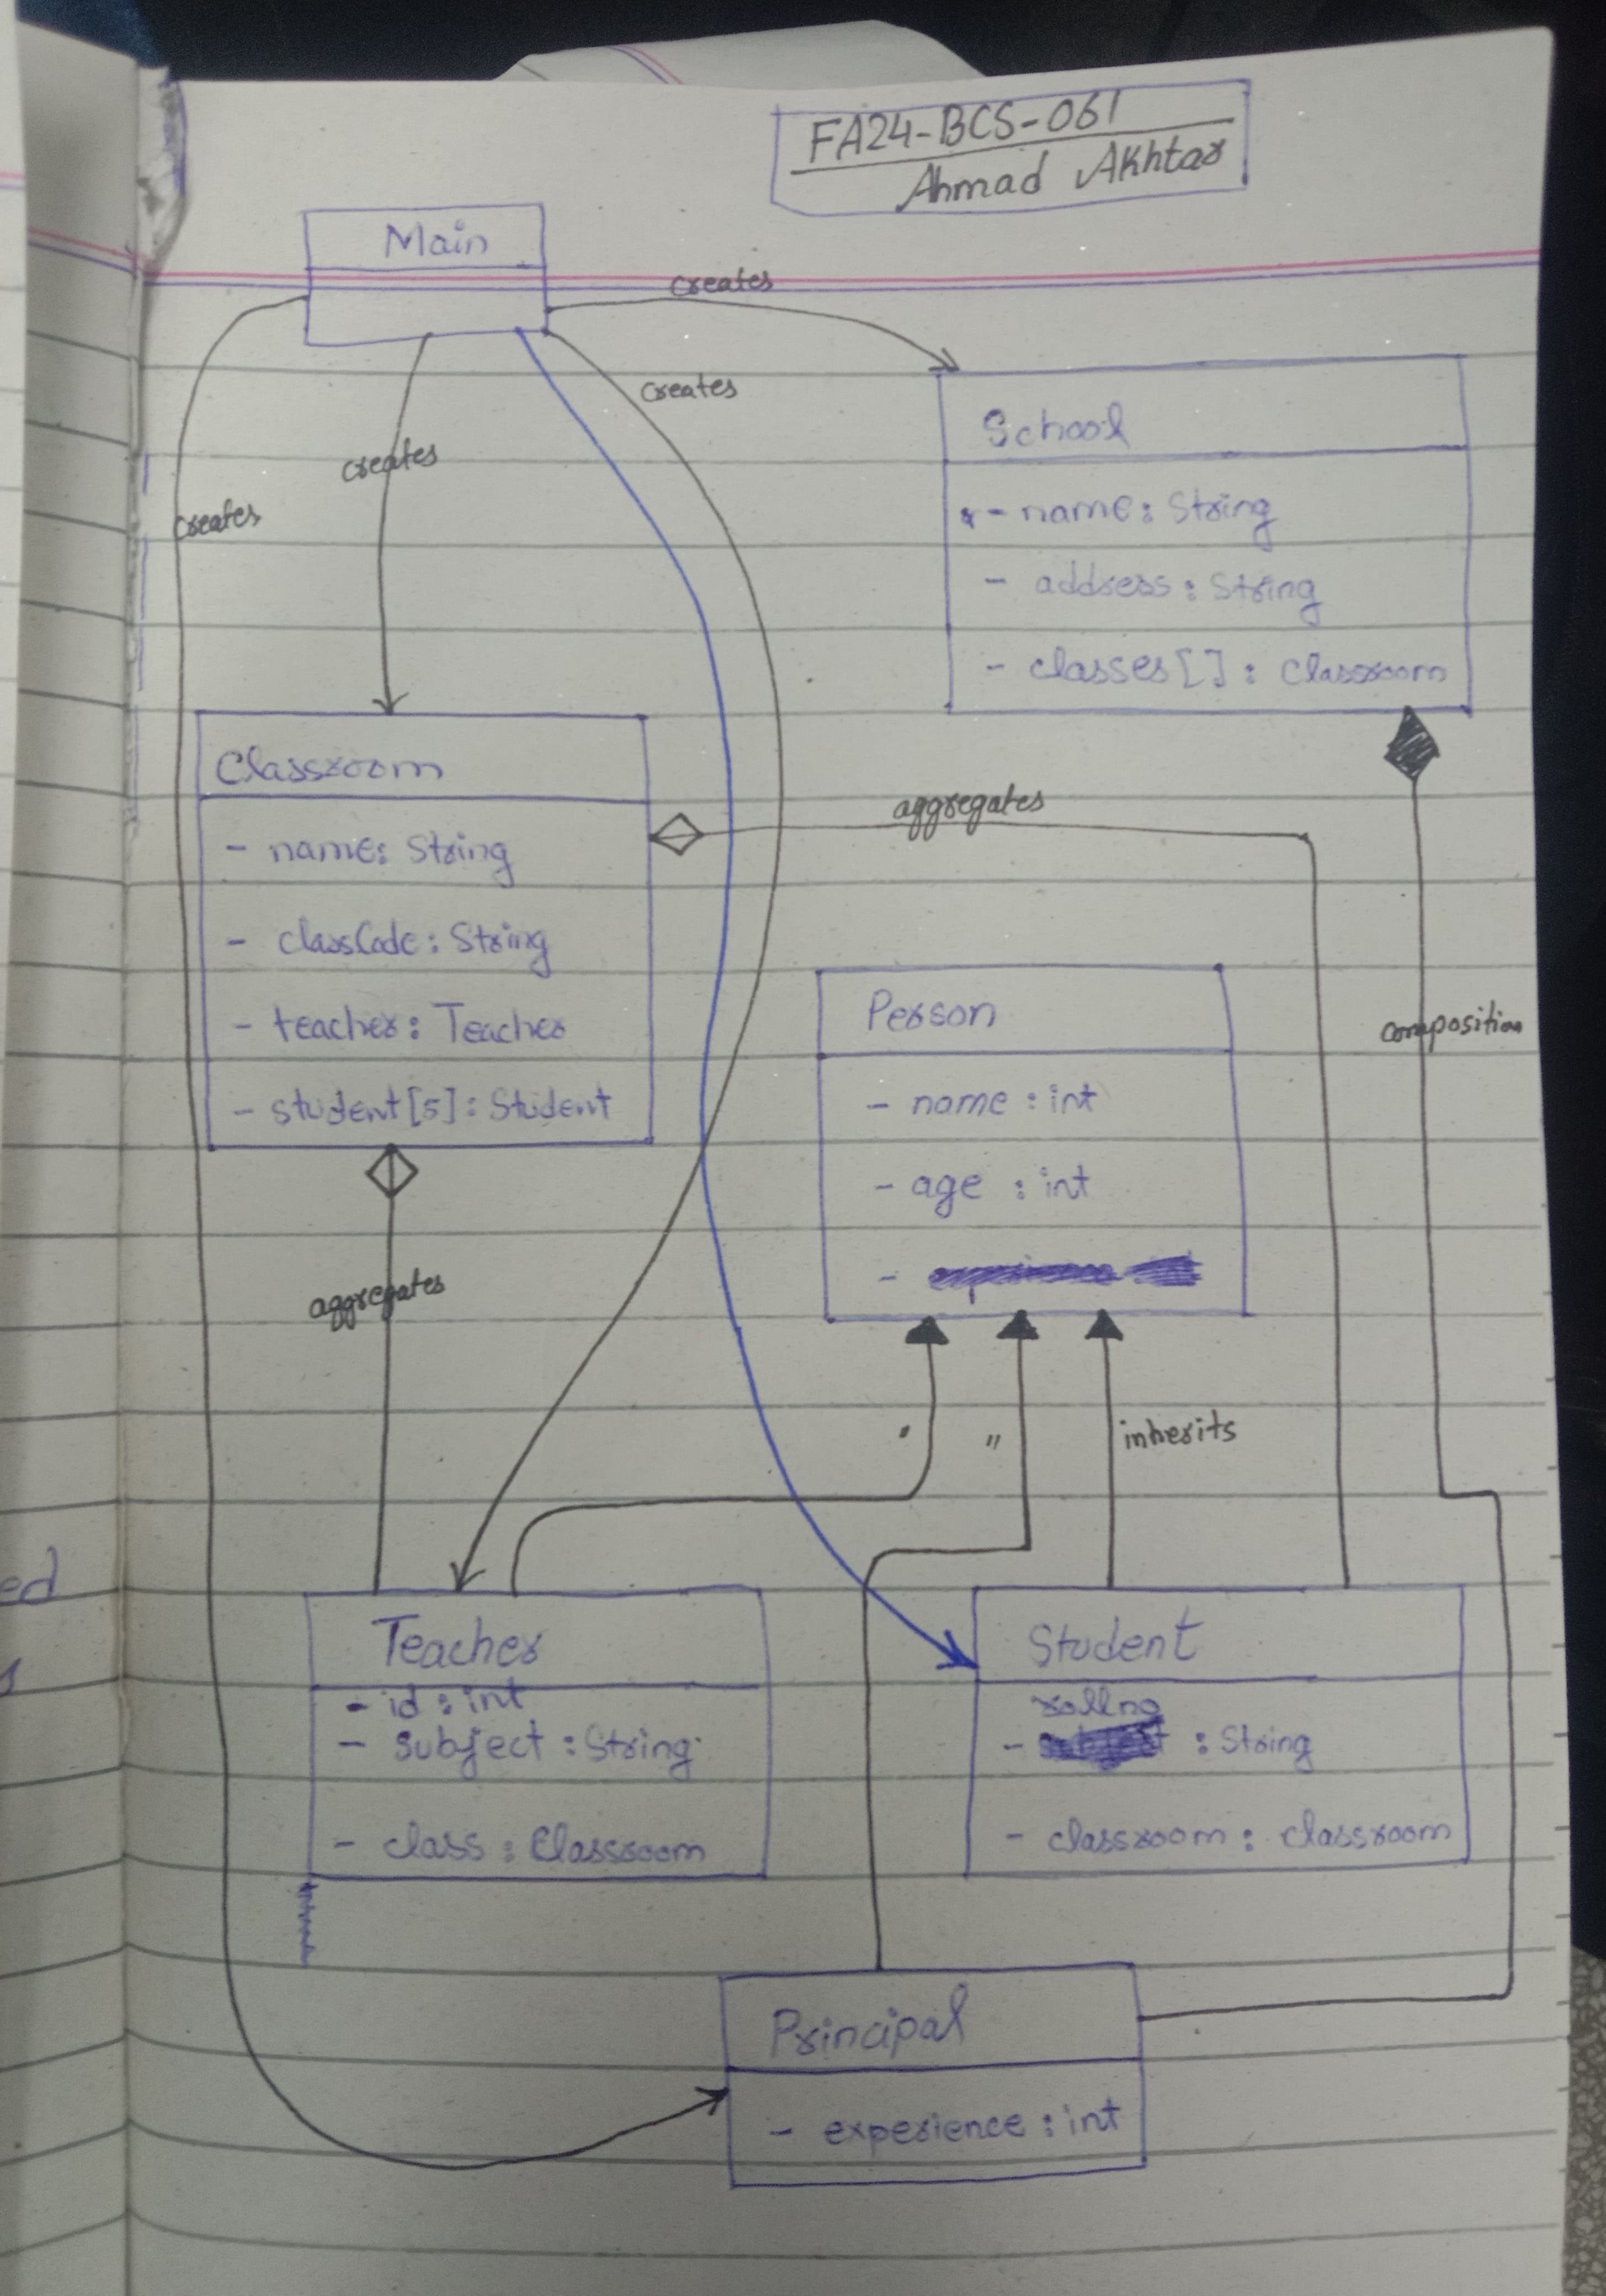 FA24-BCS-061
Ahmad Akhtar
Main
creates
creates
creates
creates
School
- name: String
- address: String
- classes[]: Classroom
Classroom
- name: String
- classCode: String
- teacher: Teacher
- student[5]: Student
aggregates
composition
Person
- name: int
- age: int
-
aggregates
" inherits
ed
s
Teacher
- id: int
- subject: String
- class: Classroom
Student
rollno
- : String
- classroom: classroom
Principal
- experience: int